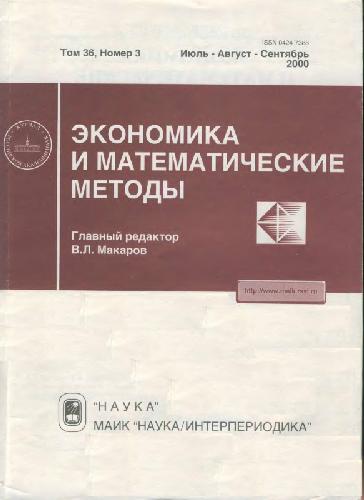 Том 36, Номер 3
Июль - Август - Сентябрь
2000
ЭКОНОМИКА
И МАТЕМАТИЧЕСКИЕ
МЕТОДЫ
Главный редактор
В.Л. Макаров
"НАУКА"
МАИК "НАУКА/ИНТЕРПЕРИОДИКА"